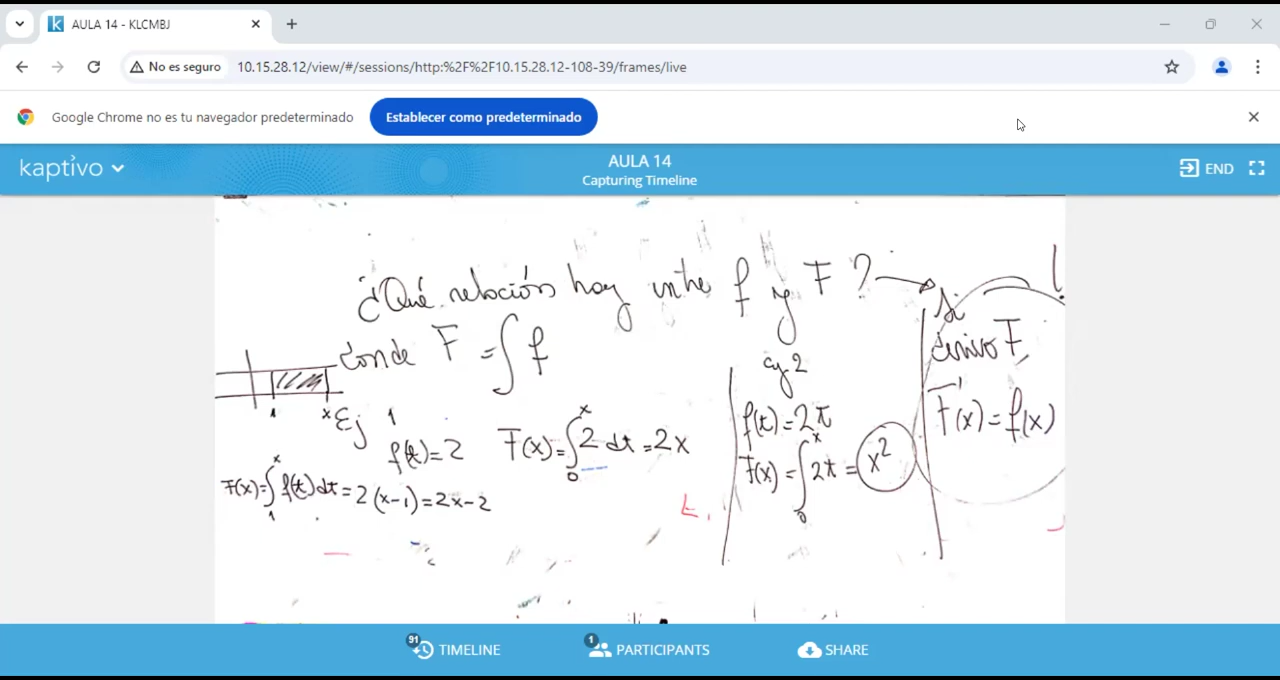 AULA 14 - KLCMBJ
No es seguro
10.15.28.12/view/#/sessions/http:%2F%2F10.15.28.12-108-39/frames/live
Google Chrome no es tu navegador predeterminado
Establecer como predeterminado
kaptivo
AULA 14
Capturing Timeline
END
¿Qué relación hay entre f y F? → !
donde F = ∫ f
1 x
Ej 1
f(t) = 2
F(x) = ∫₀ˣ 2 dt = 2x
F(x) = ∫₁ˣ f(t) dt = 2(x-1) = 2x-2
ej 2
f(t) = 2t
F(x) = ∫₀ˣ 2t = x²
Si
derivo F,
F'(x) = f(x)
91 TIMELINE
1 PARTICIPANTS
SHARE